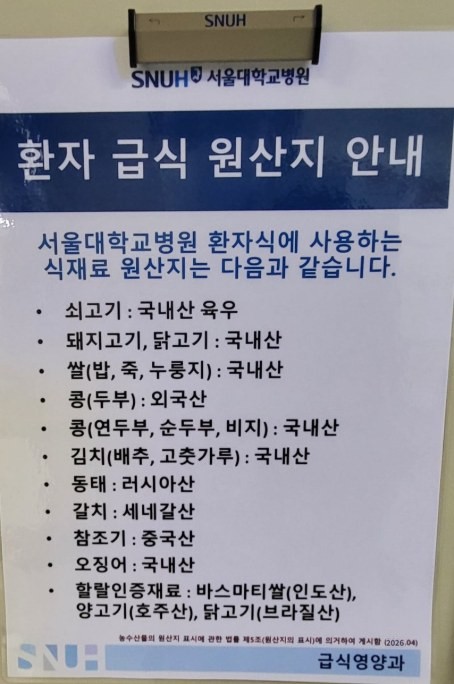 SNUH
SNUH 서울대학교병원
환자 급식 원산지 안내
서울대학교병원 환자식에 사용하는
식재료 원산지는 다음과 같습니다.
• 쇠고기 : 국내산 육우
• 돼지고기, 닭고기 : 국내산
• 쌀(밥, 죽, 누룽지) : 국내산
• 콩(두부) : 외국산
• 콩(연두부, 순두부, 비지) : 국내산
• 김치(배추, 고춧가루) : 국내산
• 동태 : 러시아산
• 갈치 : 세네갈산
• 참조기 : 중국산
• 오징어 : 국내산
• 할랄인증재료 : 바스마티쌀(인도산),
양고기(호주산), 닭고기(브라질산)
농수산물의 원산지 표시에 관한 법률 제5조(원산지의 표시)에 의거하여 게시함 (2026.04)
SNUH 급식영양과